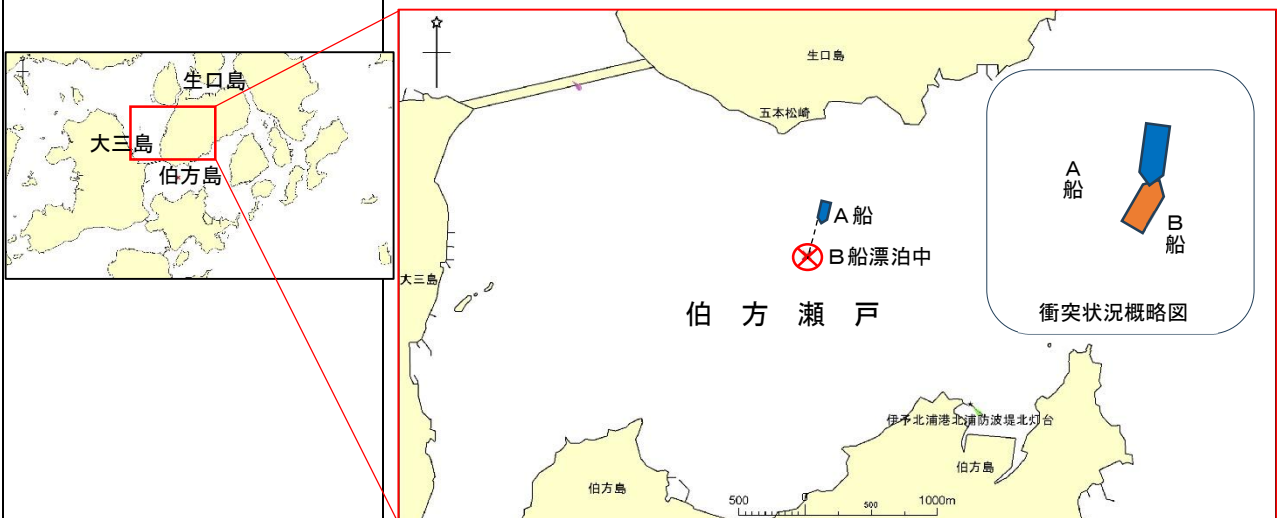 生口島
大三島
伯方島
生口島
五本松崎
A船
B船漂泊中
大三島
伯方瀬戸
A船
B船
衝突状況概略図
伊予北浦港北浦防波堤北灯台
伯方島
伯方島
500
0
500
1000m